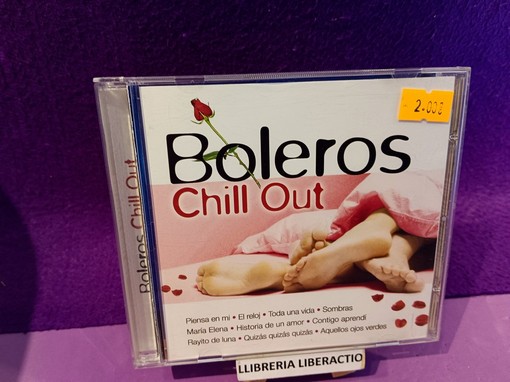 2.00€
Boleros
Chill Out
Piensa en mi • El reloj • Toda una vida • Sombras
María Elena • Historia de un amor • Contigo aprendí
Rayito de luna • Quizás quizás quizás • Aquellos ojos verdes
Boleros Chill Out
LLIBRERIA LIBERACTIO